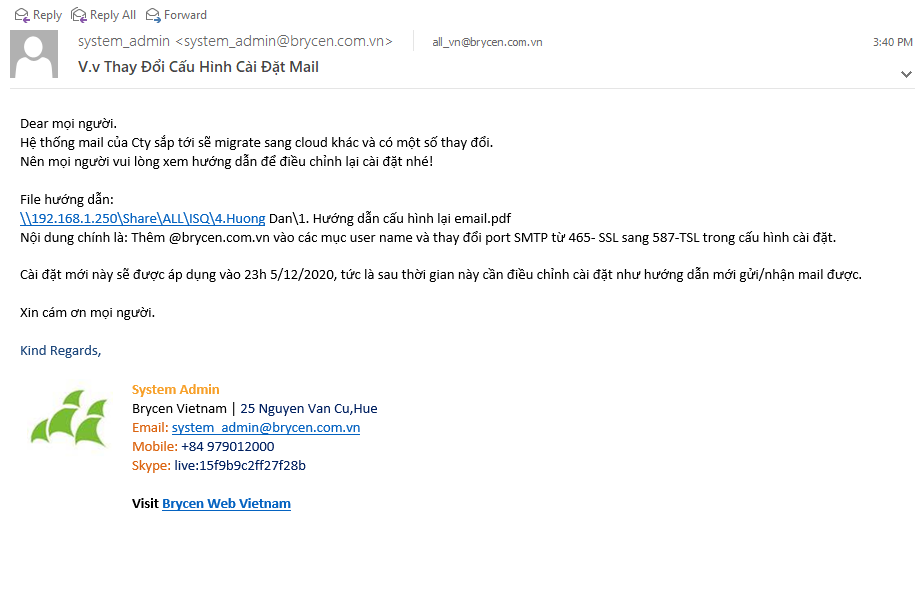 Reply Reply All Forward
system_admin <system_admin@brycen.com.vn> all_vn@brycen.com.vn 3:40 PM
V.v Thay Đổi Cấu Hình Cài Đặt Mail
Dear mọi người.
Hệ thống mail của Cty sắp tới sẽ migrate sang cloud khác và có một số thay đổi.
Nên mọi người vui lòng xem hướng dẫn để điều chỉnh lại cài đặt nhé!
File hướng dẫn:
\\192.168.1.250\Share\ALL\ISQ\4.Huong Dan\1. Hướng dẫn cấu hình lại email.pdf
Nội dung chính là: Thêm @brycen.com.vn vào các mục user name và thay đổi port SMTP từ 465- SSL sang 587-TSL trong cấu hình cài đặt.
Cài đặt mới này sẽ được áp dụng vào 23h 5/12/2020, tức là sau thời gian này cần điều chỉnh cài đặt như hướng dẫn mới gửi/nhận mail được.
Xin cám ơn mọi người.
Kind Regards,
System Admin
Brycen Vietnam | 25 Nguyen Van Cu,Hue
Email: system_admin@brycen.com.vn
Mobile: +84 979012000
Skype: live:15f9b9c2ff27f28b
Visit Brycen Web Vietnam